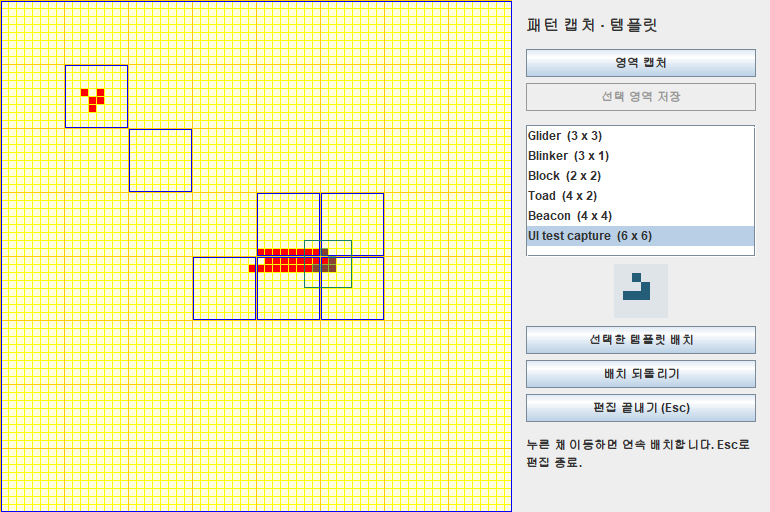 패턴 캡처 · 템플릿
영역 캡처
선택 영역 저장
Glider (3 x 3)
Blinker (3 x 1)
Block (2 x 2)
Toad (4 x 2)
Beacon (4 x 4)
UI test capture (6 x 6)
선택한 템플릿 배치
배치 되돌리기
편집 끝내기 (Esc)
누른 채 이동하면 연속 배치합니다. Esc로
편집 종료.